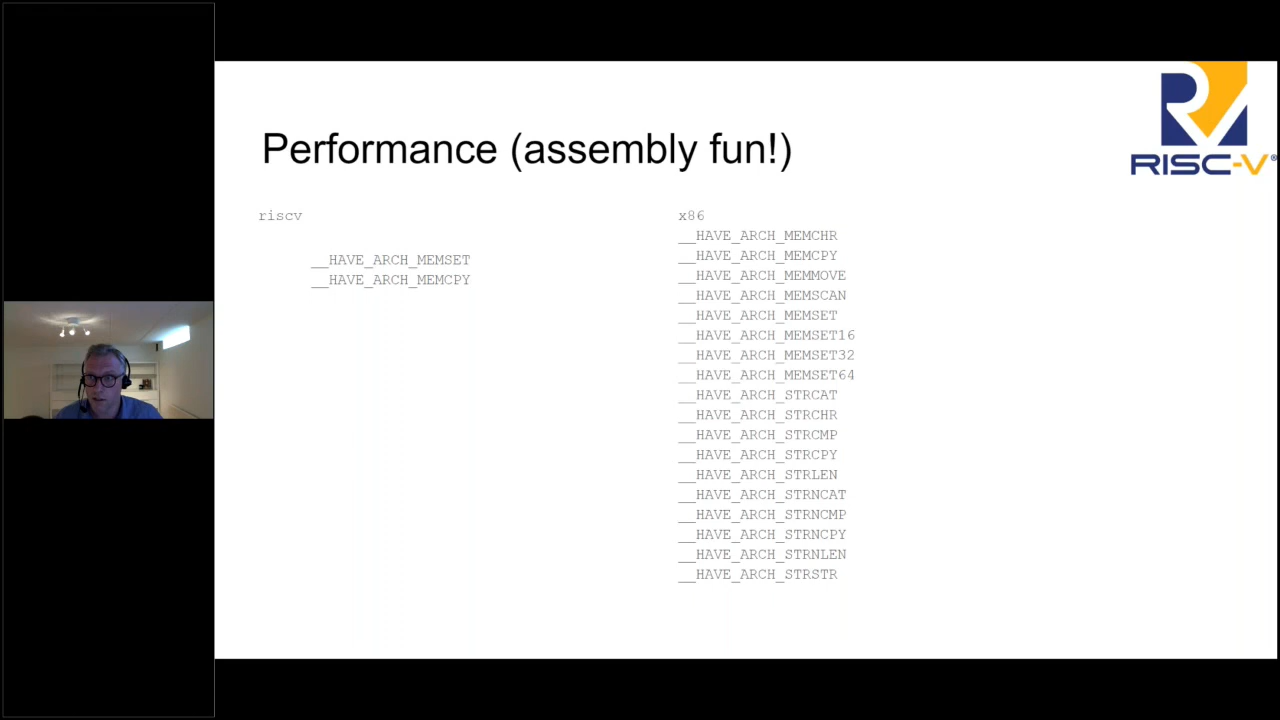 Performance (assembly fun!)
RISC-V®
riscv
__HAVE_ARCH_MEMSET
__HAVE_ARCH_MEMCPY
x86
__HAVE_ARCH_MEMCHR
__HAVE_ARCH_MEMCPY
__HAVE_ARCH_MEMMOVE
__HAVE_ARCH_MEMSCAN
__HAVE_ARCH_MEMSET
__HAVE_ARCH_MEMSET16
__HAVE_ARCH_MEMSET32
__HAVE_ARCH_MEMSET64
__HAVE_ARCH_STRCAT
__HAVE_ARCH_STRCHR
__HAVE_ARCH_STRCMP
__HAVE_ARCH_STRCPY
__HAVE_ARCH_STRLEN
__HAVE_ARCH_STRNCAT
__HAVE_ARCH_STRNCMP
__HAVE_ARCH_STRNCPY
__HAVE_ARCH_STRNLEN
__HAVE_ARCH_STRSTR